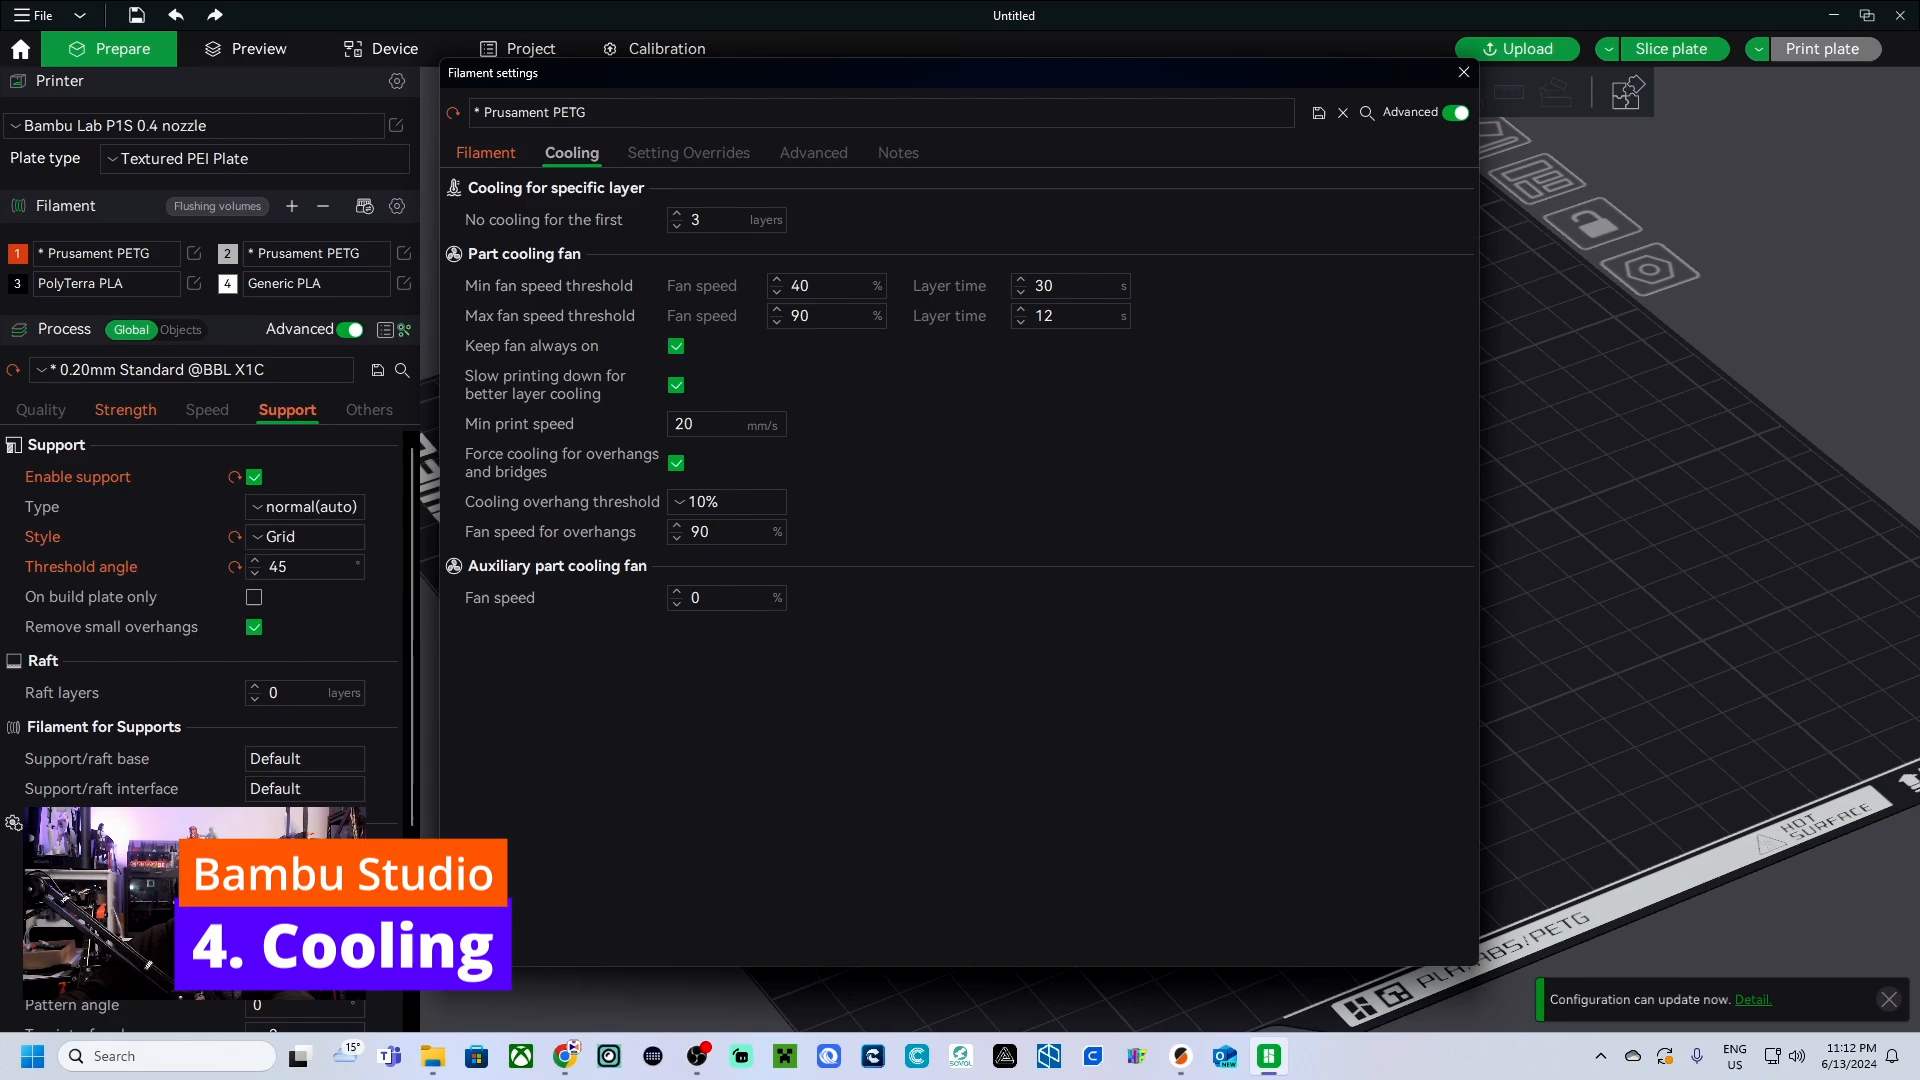 File
Untitled
Prepare
Preview
Device
Project
Calibration
Upload
Slice plate
Print plate
Printer
Bambu Lab P1S 0.4 nozzle
Plate type
Textured PEI Plate
Filament
Flushing volumes
1 * Prusament PETG
2 * Prusament PETG
3 PolyTerra PLA
4 Generic PLA
Process
Global
Objects
Advanced
* 0.20mm Standard @BBL X1C
Quality
Strength
Speed
Support
Others
Support
Enable support
Type normal(auto)
Style Grid
Threshold angle 45 °
On build plate only
Remove small overhangs
Raft
Raft layers 0 layers
Filament for Supports
Support/raft base Default
Support/raft interface Default
Pattern angle 0 °
Filament settings
* Prusament PETG
Advanced
Filament
Cooling
Setting Overrides
Advanced
Notes
Cooling for specific layer
No cooling for the first 3 layers
Part cooling fan
Min fan speed threshold Fan speed 40 % Layer time 30 s
Max fan speed threshold Fan speed 90 % Layer time 12 s
Keep fan always on
Slow printing down for
better layer cooling
Min print speed 20 mm/s
Force cooling for overhangs
and bridges
Cooling overhang threshold 10%
Fan speed for overhangs 90 %
Auxiliary part cooling fan
Fan speed 0 %
Bambu Studio
4. Cooling
HOT
SURFACE
Configuration can update now. Detail.
Search
15°
SOVOL
NEW
ENG
US
11:12 PM
6/13/2024